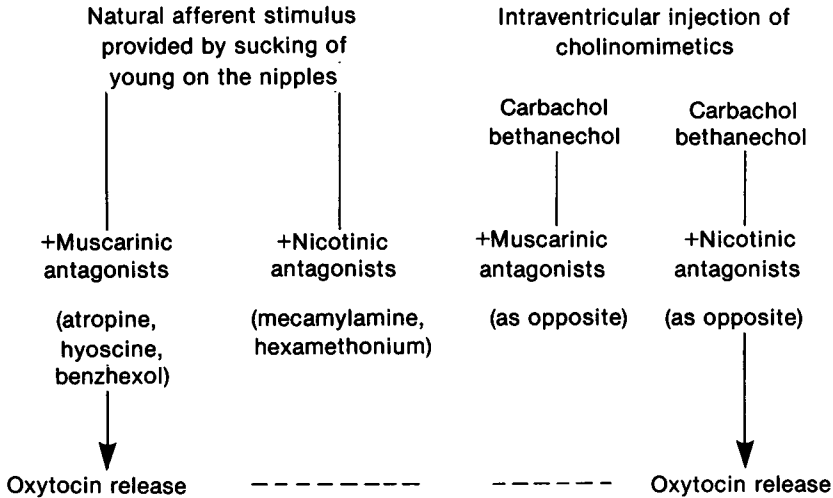 Natural afferent stimulus
provided by sucking of
young on the nipples
Intraventricular injection of
cholinomimetics
Carbachol
bethanechol
Carbachol
bethanechol
+Muscarinic
antagonists
+Nicotinic
antagonists
+Muscarinic
antagonists
+Nicotinic
antagonists
(atropine,
hyoscine,
benzhexol)
(mecamylamine,
hexamethonium)
(as opposite)
(as opposite)
Oxytocin release
Oxytocin release